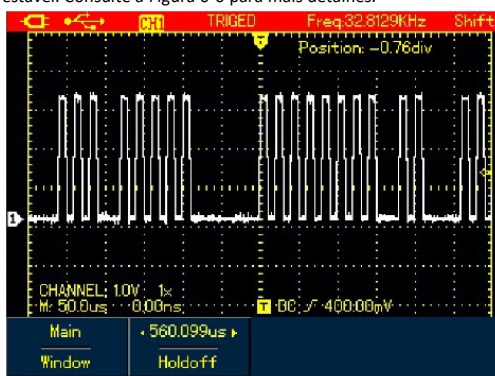 estável. Consulte a Figura 6-6 para mais detalhes.
CH1 TRIGED Freq:32.8129KHz Shift
T
Position: -0.76div
1
CHANNEL; 1.0V 1x
M: 50.0us 0.00ns T DC; 400.00mV
Main 560.099us
Window Holdoff